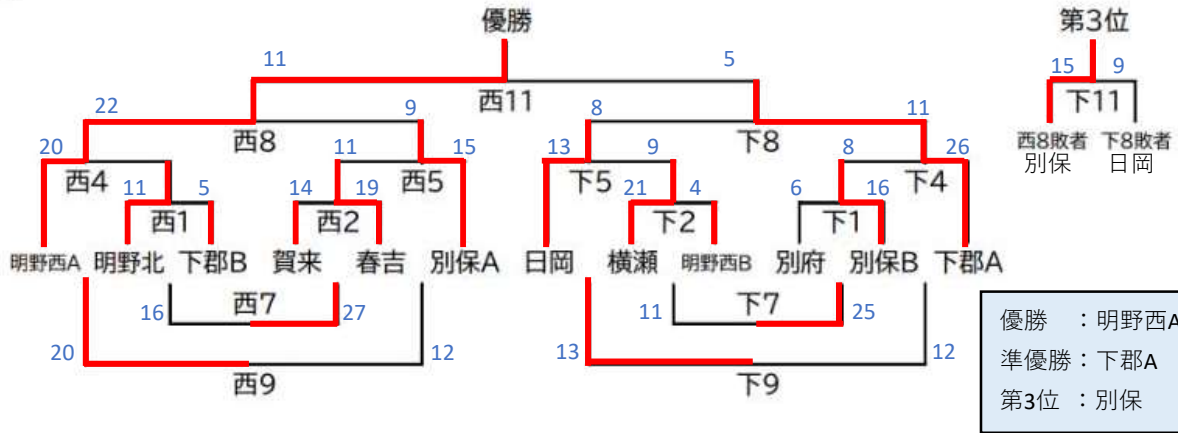 優勝
第3位
11
5
15
9
西11
下11
22
9
8
11
西8
下8
西8敗者
下8敗者
別保
日岡
20
11
15
13
9
8
26
西4
西5
下5
下4
11
5
14
19
21
4
6
16
西1
西2
下2
下1
明野西A
明野北
下郡B
賀来
春吉
別保A
日岡
横瀬
明野西B
別府
別保B
下郡A
16
西7
27
11
下7
25
20
西9
12
13
下9
12
優勝 :明野西A
準優勝:下郡A
第3位 :別保